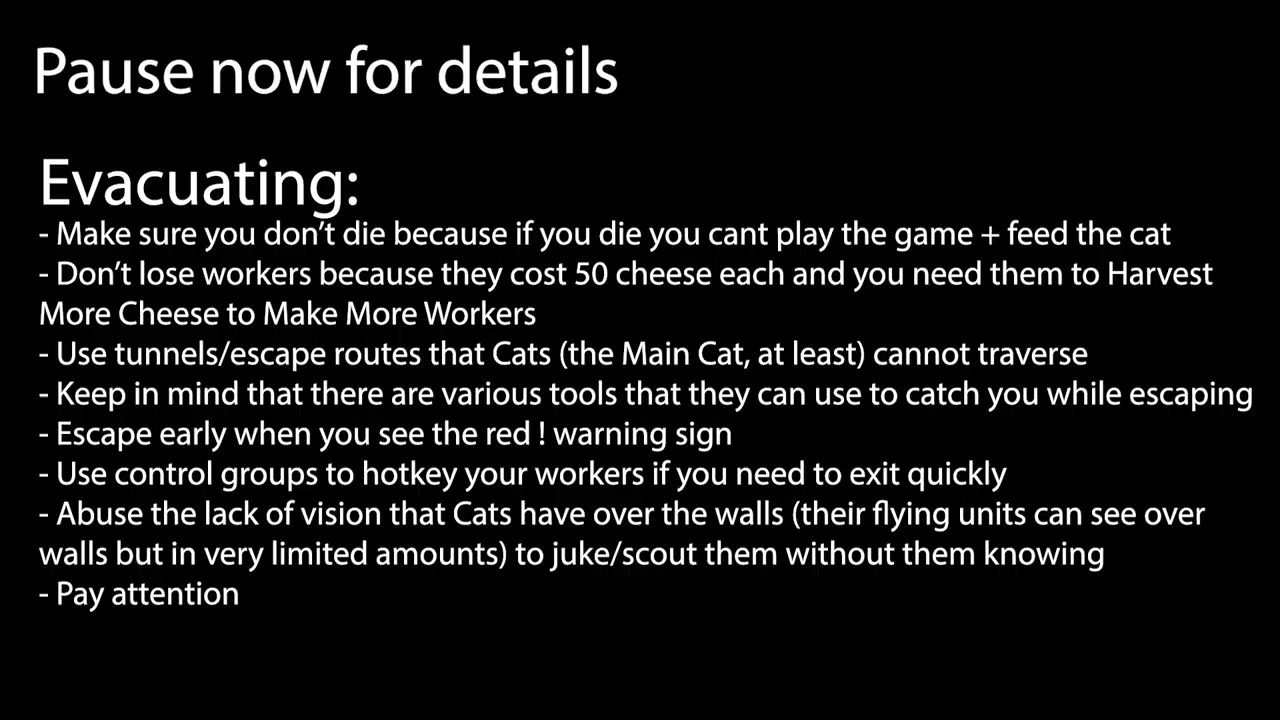 Pause now for details
Evacuating:
- Make sure you don’t die because if you die you cant play the game + feed the cat
- Don’t lose workers because they cost 50 cheese each and you need them to Harvest
More Cheese to Make More Workers
- Use tunnels/escape routes that Cats (the Main Cat, at least) cannot traverse
- Keep in mind that there are various tools that they can use to catch you while escaping
- Escape early when you see the red ! warning sign
- Use control groups to hotkey your workers if you need to exit quickly
- Abuse the lack of vision that Cats have over the walls (their flying units can see over
walls but in very limited amounts) to juke/scout them without them knowing
- Pay attention